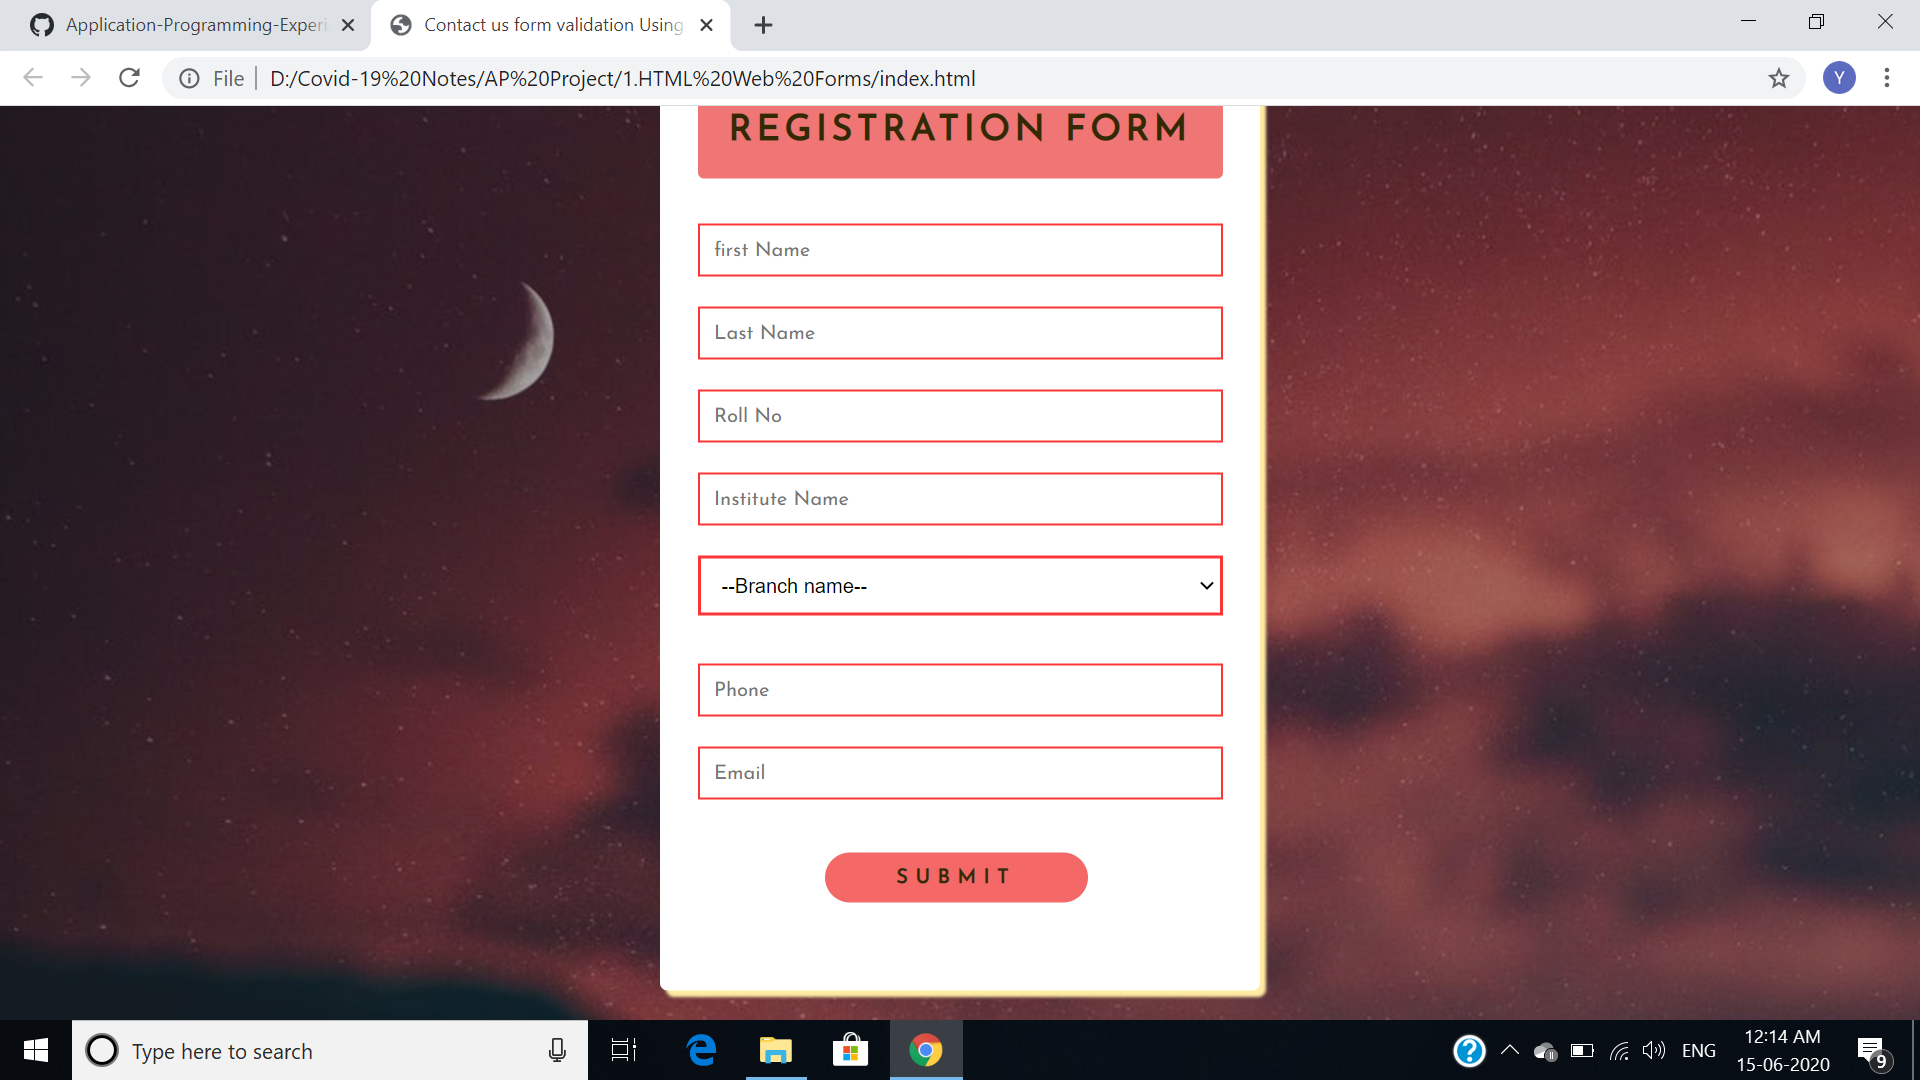 Application-Programming-Experi
Contact us form validation Using
File
D:/Covid-19%20Notes/AP%20Project/1.HTML%20Web%20Forms/index.html
Y
REGISTRATION FORM
first Name
Last Name
Roll No
Institute Name
--Branch name--
Phone
Email
SUBMIT
Type here to search
ENG
12:14 AM
15-06-2020
9